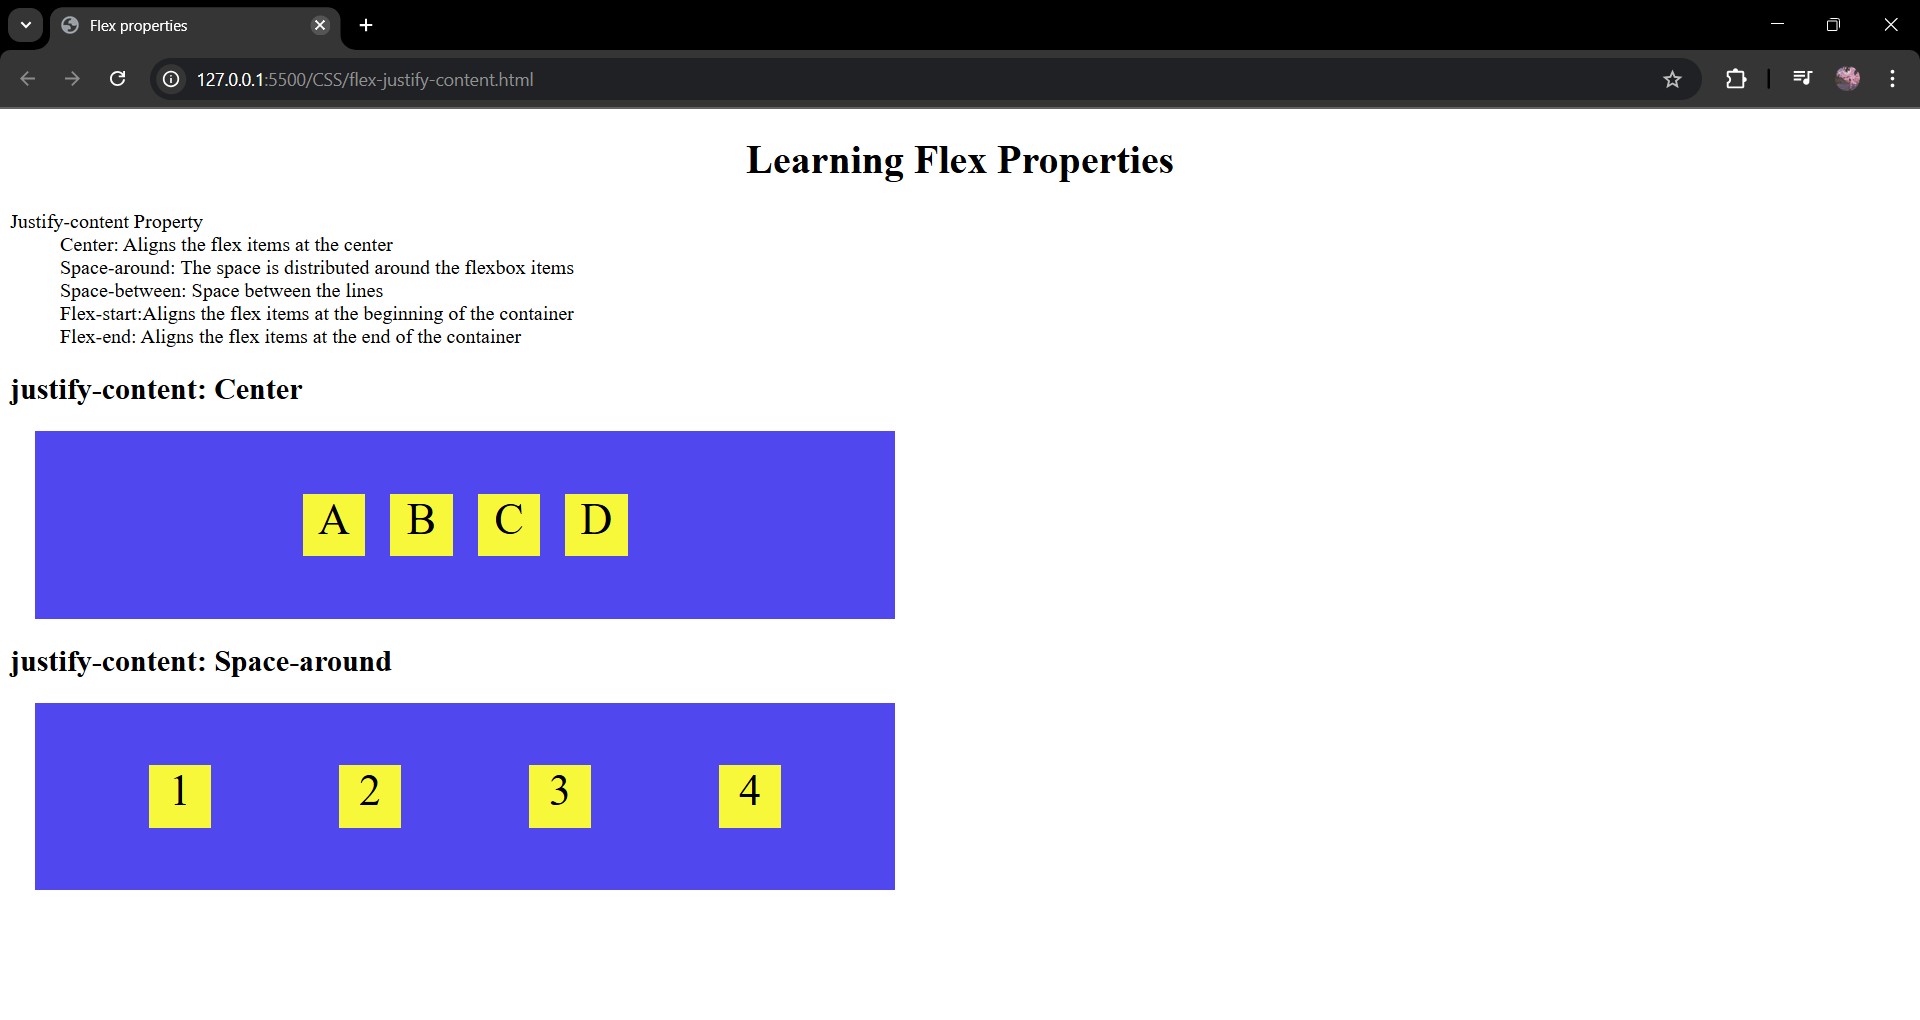 Flex properties
127.0.0.1:5500/CSS/flex-justify-content.html
Learning Flex Properties
Justify-content Property
Center: Aligns the flex items at the center
Space-around: The space is distributed around the flexbox items
Space-between: Space between the lines
Flex-start:Aligns the flex items at the beginning of the container
Flex-end: Aligns the flex items at the end of the container
justify-content: Center
A B C D
justify-content: Space-around
1 2 3 4